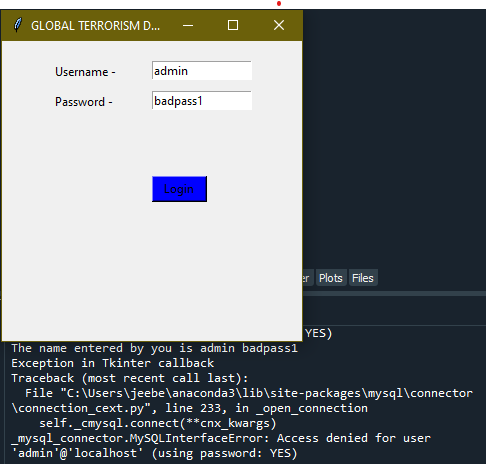 GLOBAL TERRORISM D...
Username -
admin
Password -
badpass1
Login
er Plots Files
YES)
The name entered by you is admin badpass1
Exception in Tkinter callback
Traceback (most recent call last):
File "C:\Users\jeebe\anaconda3\lib\site-packages\mysql\connector
\connection_cext.py", line 233, in _open_connection
self._cmysql.connect(**cnx_kwargs)
_mysql_connector.MySQLInterfaceError: Access denied for user
'admin'@'localhost' (using password: YES)